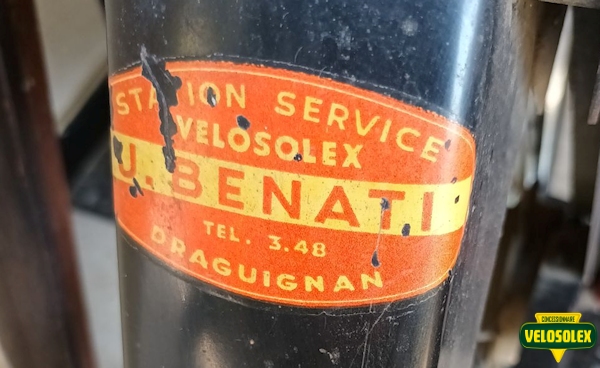 STATION SERVICE
VELOSOLEX
U. BENATI
TEL. 3.48
DRAGUIGNAN
CONCESSIONNAIRE
VELOSOLEX